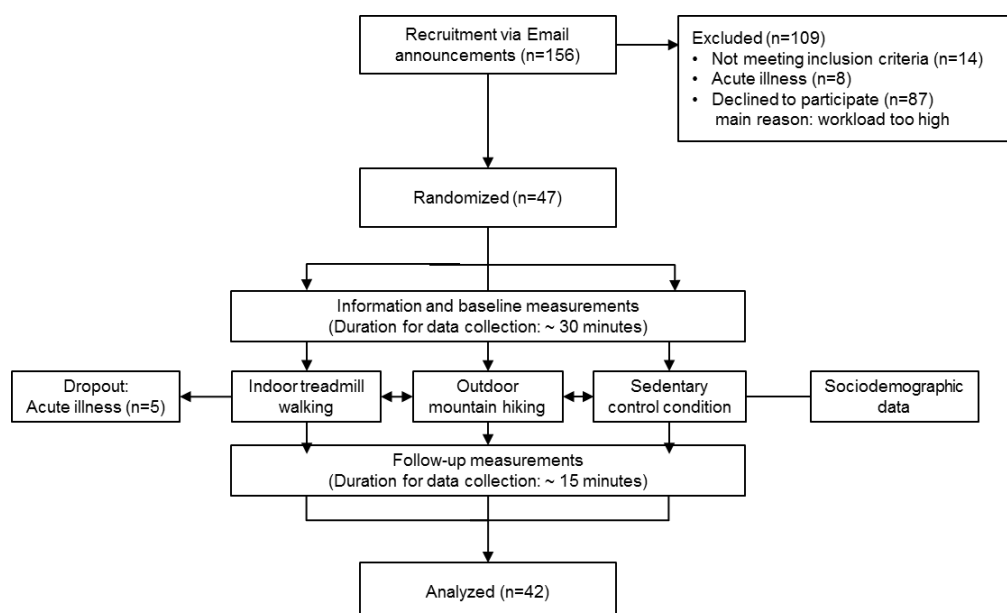 Recruitment via Email
announcements (n=156)
Excluded (n=109)
• Not meeting inclusion criteria (n=14)
• Acute illness (n=8)
• Declined to participate (n=87)
main reason: workload too high
Randomized (n=47)
Information and baseline measurements
(Duration for data collection: ~ 30 minutes)
Dropout:
Acute illness (n=5)
Indoor treadmill
walking
Outdoor
mountain hiking
Sedentary
control condition
Sociodemographic
data
Follow-up measurements
(Duration for data collection: ~ 15 minutes)
Analyzed (n=42)